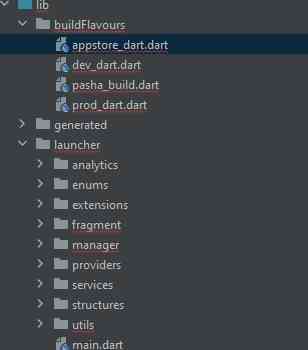 lib
buildFlavours
appstore_dart.dart
dev_dart.dart
pasha_build.dart
prod_dart.dart
generated
launcher
analytics
enums
extensions
fragment
manager
providers
services
structures
utils
main.dart